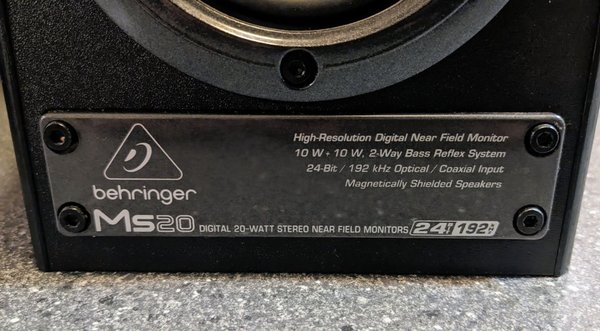 High-Resolution Digital Near Field Monitor
10 W + 10 W, 2-Way Bass Reflex System
24-Bit / 192 kHz Optical / Coaxial Input
Magnetically Shielded Speakers
behringer
MS20 DIGITAL 20-WATT STEREO NEAR FIELD MONITORS 24 192